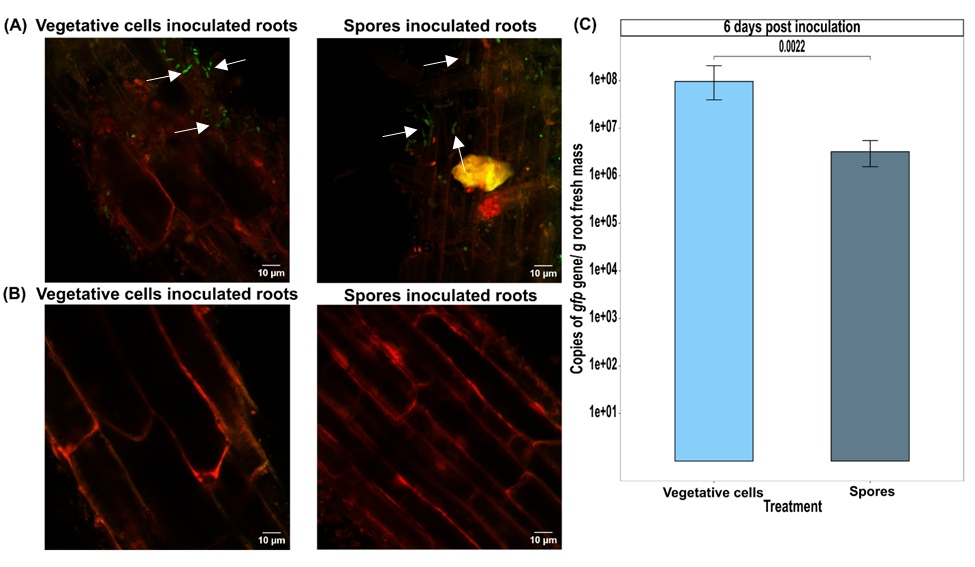 (A) Vegetative cells inoculated roots
Spores inoculated roots
10 µm
10 µm
(B) Vegetative cells inoculated roots
Spores inoculated roots
10 µm
10 µm
(C)
6 days post inoculation
0.0022
Copies of gfp gene/ g root fresh mass
1e+08
1e+07
1e+06
1e+05
1e+04
1e+03
1e+02
1e+01
Vegetative cells
Spores
Treatment